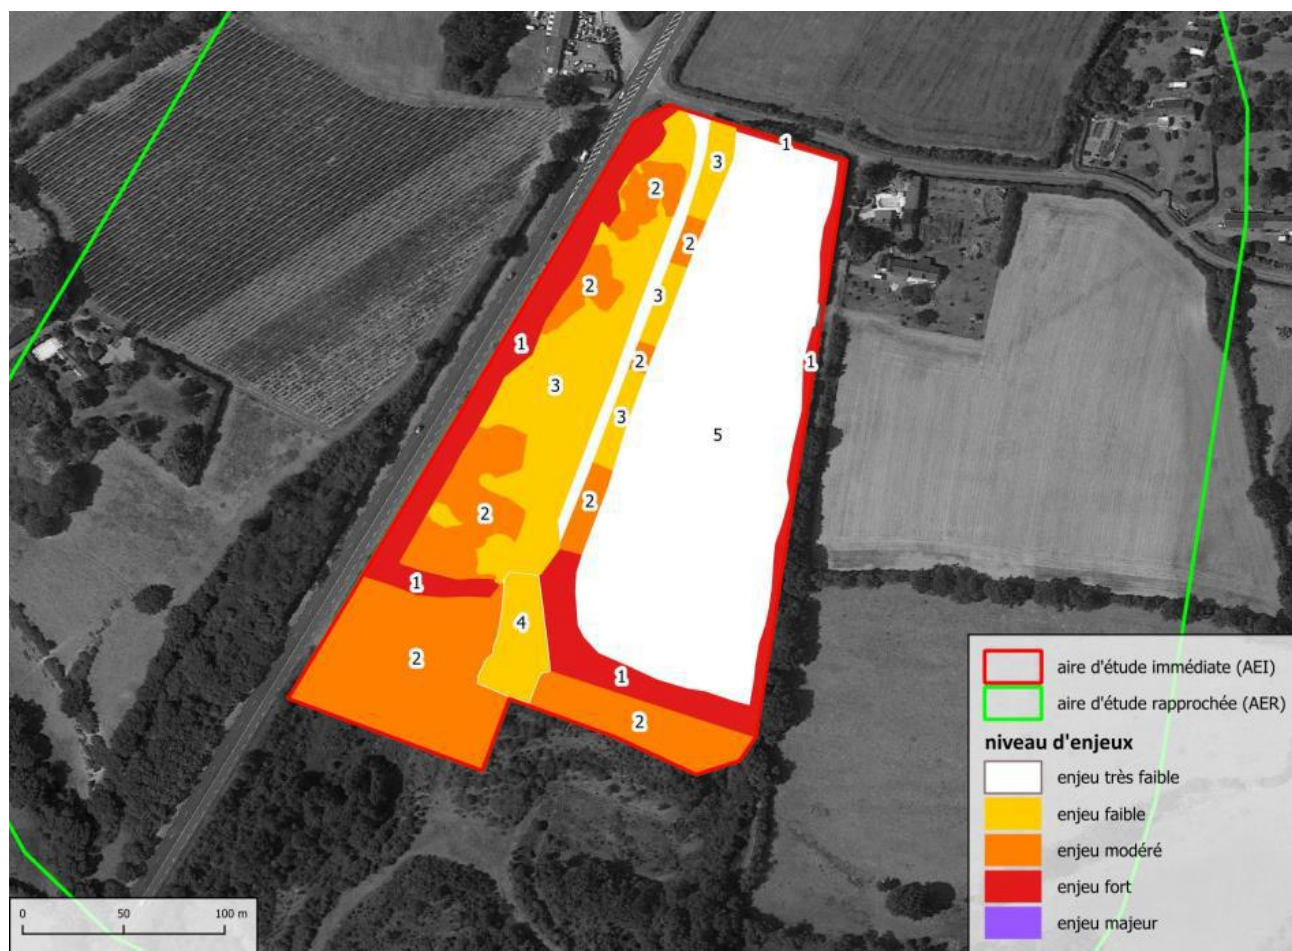 1
3
2
2
2
3
1
2
1
3
3
5
2
2
1
4
2
1
2
aire d'étude immédiate (AEI)
aire d'étude rapprochée (AER)
niveau d'enjeux
enjeu très faible
enjeu faible
enjeu modéré
enjeu fort
enjeu majeur
0 50 100 m